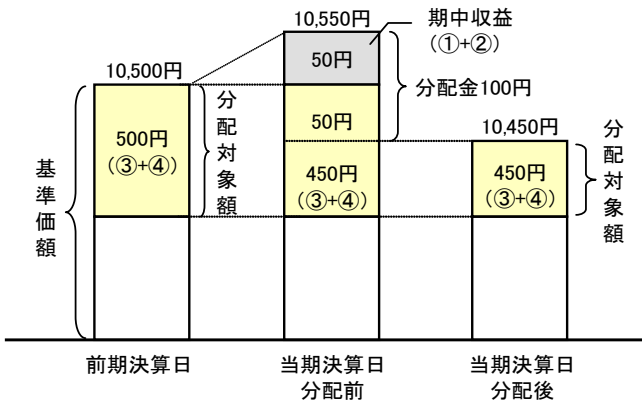 10,550円
期中収益
(①+②)
50円
分配金100円
10,500円
500円
(③+④)
分配対象額
50円
450円
(③+④)
10,450円
450円
(③+④)
分配対象額
基準価額
前期決算日
当期決算日
分配前
当期決算日
分配後